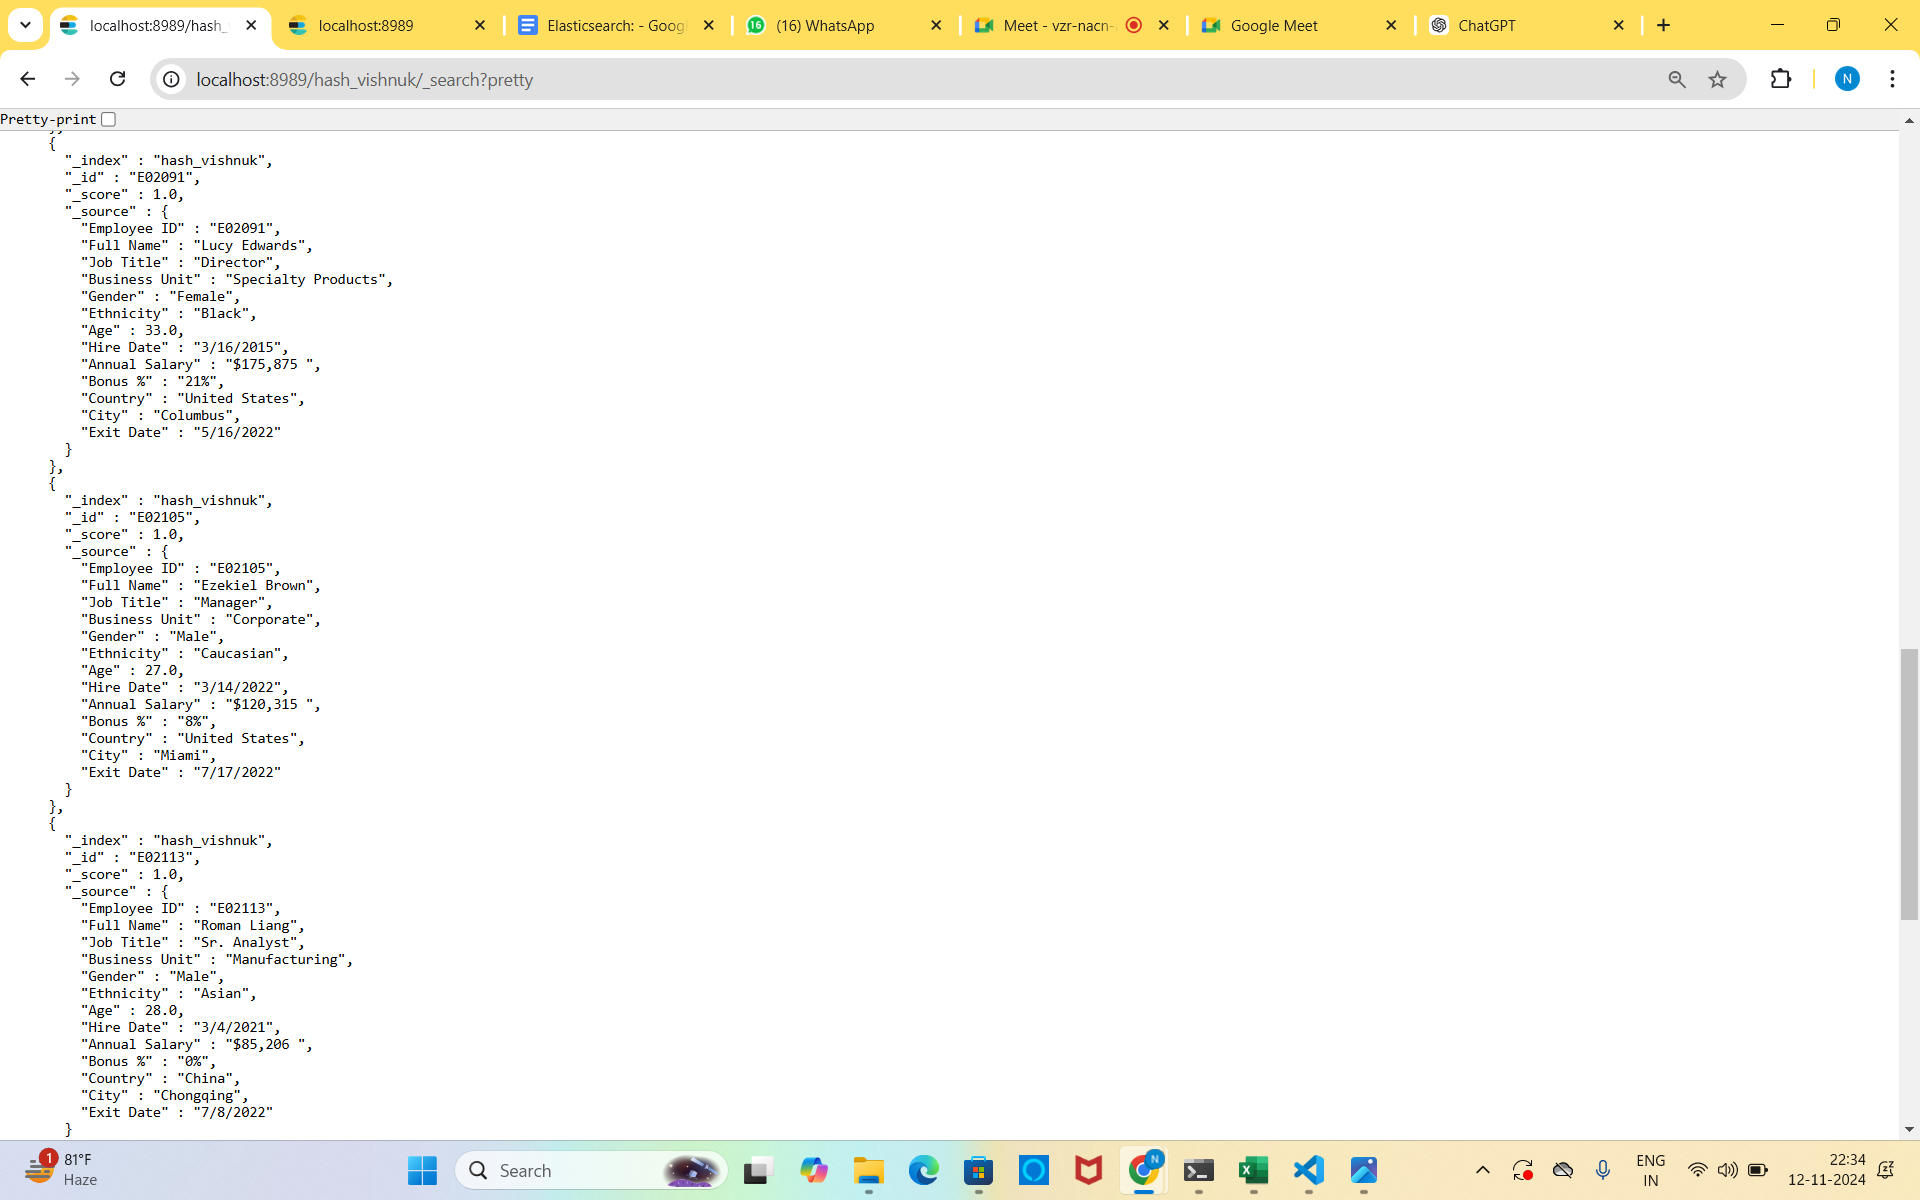 localhost:8989/hash_
localhost:8989
Elasticsearch: - Goog
(16) WhatsApp
Meet - vzr-nacn-
Google Meet
ChatGPT
localhost:8989/hash_vishnuk/_search?pretty
N
Pretty-print
},
{
"_index" : "hash_vishnuk",
"_id" : "E02091",
"_score" : 1.0,
"_source" : {
"Employee ID" : "E02091",
"Full Name" : "Lucy Edwards",
"Job Title" : "Director",
"Business Unit" : "Specialty Products",
"Gender" : "Female",
"Ethnicity" : "Black",
"Age" : 33.0,
"Hire Date" : "3/16/2015",
"Annual Salary" : "$175,875 ",
"Bonus %" : "21%",
"Country" : "United States",
"City" : "Columbus",
"Exit Date" : "5/16/2022"
}
},
{
"_index" : "hash_vishnuk",
"_id" : "E02105",
"_score" : 1.0,
"_source" : {
"Employee ID" : "E02105",
"Full Name" : "Ezekiel Brown",
"Job Title" : "Manager",
"Business Unit" : "Corporate",
"Gender" : "Male",
"Ethnicity" : "Caucasian",
"Age" : 27.0,
"Hire Date" : "3/14/2022",
"Annual Salary" : "$120,315 ",
"Bonus %" : "8%",
"Country" : "United States",
"City" : "Miami",
"Exit Date" : "7/17/2022"
}
},
{
"_index" : "hash_vishnuk",
"_id" : "E02113",
"_score" : 1.0,
"_source" : {
"Employee ID" : "E02113",
"Full Name" : "Roman Liang",
"Job Title" : "Sr. Analyst",
"Business Unit" : "Manufacturing",
"Gender" : "Male",
"Ethnicity" : "Asian",
"Age" : 28.0,
"Hire Date" : "3/4/2021",
"Annual Salary" : "$85,206 ",
"Bonus %" : "0%",
"Country" : "China",
"City" : "Chongqing",
"Exit Date" : "7/8/2022"
}
1
81°F
Haze
Search
N
ENG
IN
22:34
12-11-2024